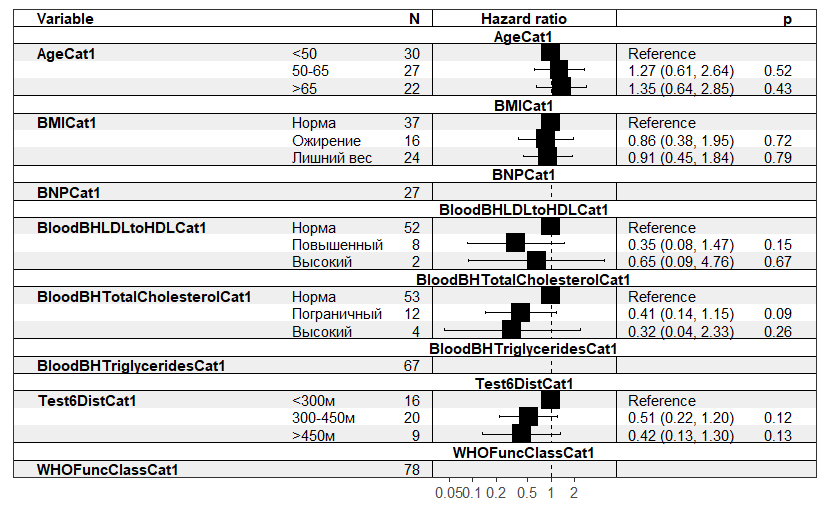 Variable N Hazard ratio p
AgeCat1
AgeCat1 <50 30 Reference
50-65 27 1.27 (0.61, 2.64) 0.52
>65 22 1.35 (0.64, 2.85) 0.43
BMICat1
BMICat1 Норма 37 Reference
Ожирение 16 0.86 (0.38, 1.95) 0.72
Лишний вес 24 0.91 (0.45, 1.84) 0.79
BNPCat1
BNPCat1 27
BloodBHLDLtoHDLCat1
BloodBHLDLtoHDLCat1 Норма 52 Reference
Повышенный 8 0.35 (0.08, 1.47) 0.15
Высокий 2 0.65 (0.09, 4.76) 0.67
BloodBHTotalCholesterolCat1
BloodBHTotalCholesterolCat1 Норма 53 Reference
Пограничный 12 0.41 (0.14, 1.15) 0.09
Высокий 4 0.32 (0.04, 2.33) 0.26
BloodBHTriglyceridesCat1
BloodBHTriglyceridesCat1 67
Test6DistCat1
Test6DistCat1 <300м 16 Reference
300-450м 20 0.51 (0.22, 1.20) 0.12
>450м 9 0.42 (0.13, 1.30) 0.13
WHOFuncClassCat1
WHOFuncClassCat1 78
0.05 0.1 0.2 0.5 1 2